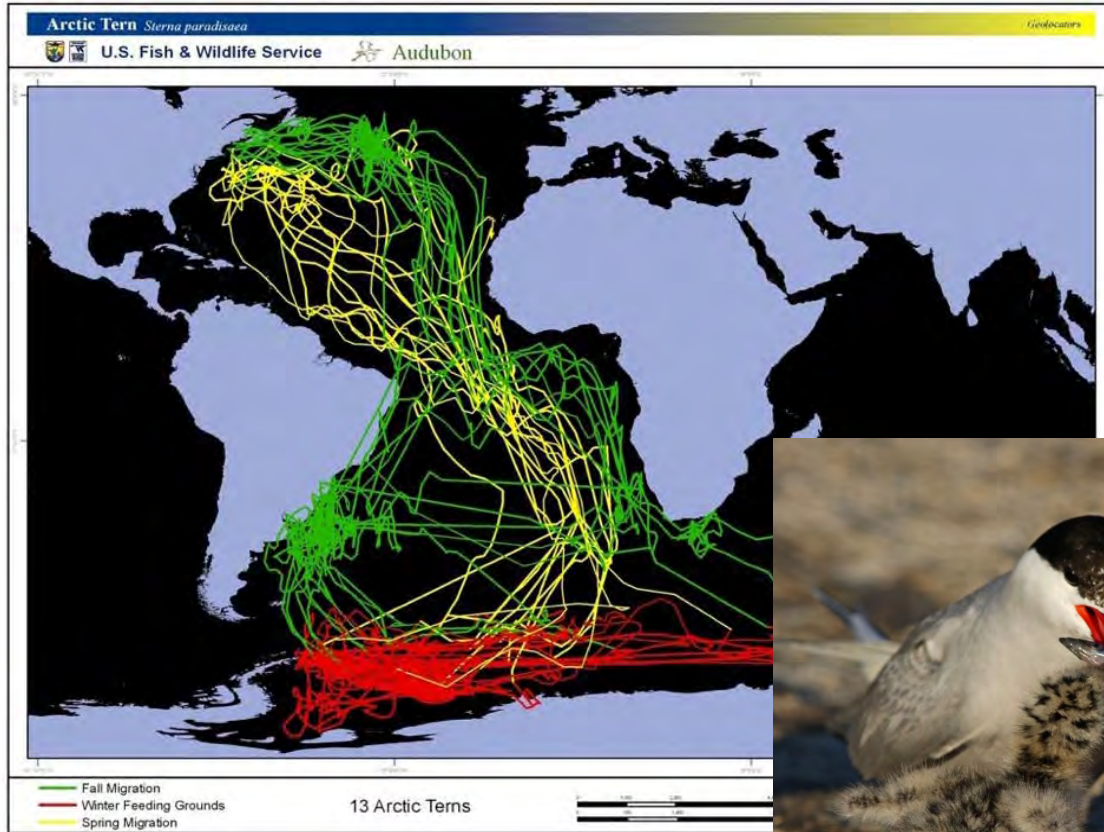 Arctic Tern Sterna paradisaea Geolocators
U.S. Fish & Wildlife Service Audubon
Fall Migration
Winter Feeding Grounds
Spring Migration
13 Arctic Terns